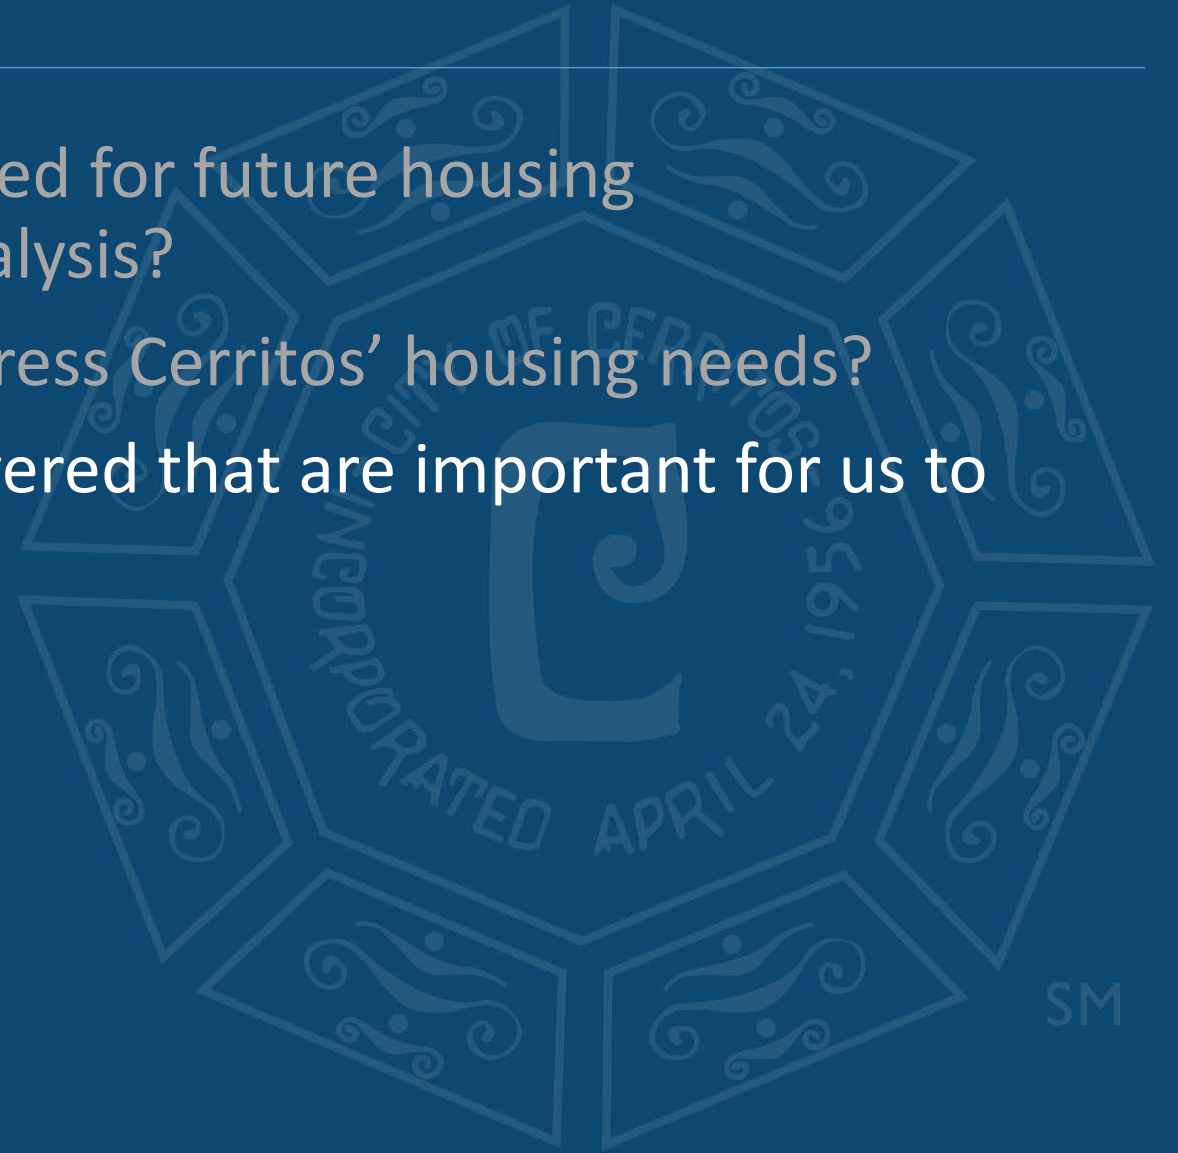 ed for future housing
alysis?
ress Cerritos’ housing needs?
vered that are important for us to
CITY OF CERRITOS
INCORPORATED APRIL 24, 1956
C
SM